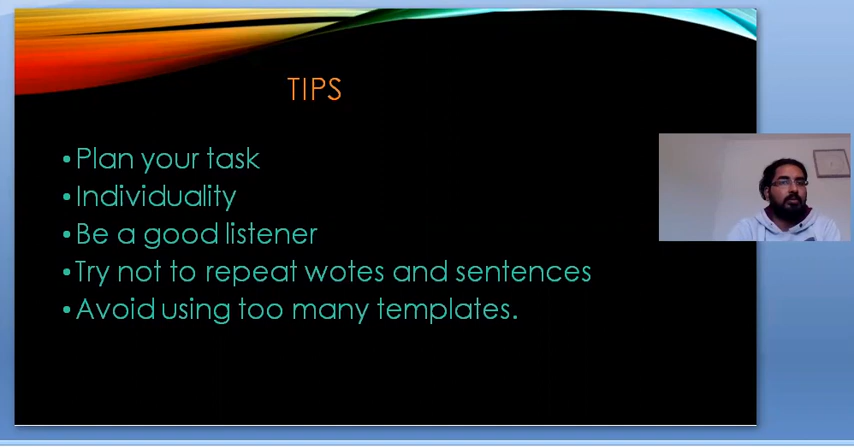 TIPS
•Plan your task
•Individuality
•Be a good listener
•Try not to repeat wotes and sentences
•Avoid using too many templates.